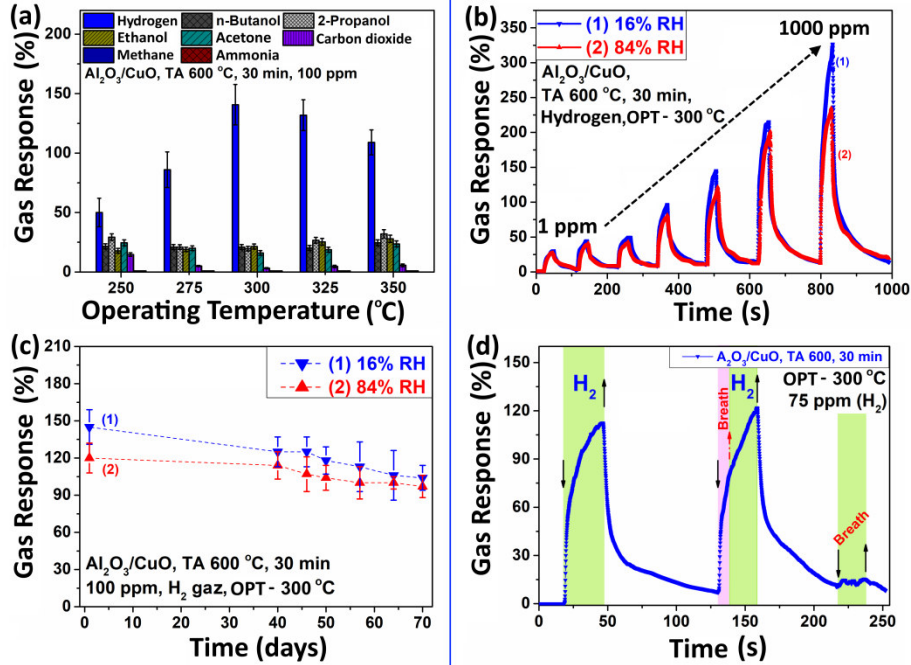 (a)
Hydrogen
n-Butanol
2-Propanol
Ethanol
Acetone
Carbon dioxide
Methane
Ammonia
Al₂O₃/CuO, TA 600 °C, 30 min, 100 ppm
Gas Response (%)
200
150
100
50
0
250
275
300
325
350
Operating Temperature (°C)
(b)
(1) 16% RH
(2) 84% RH
1000 ppm
(1)
Al₂O₃/CuO,
TA 600 °C, 30 min,
Hydrogen,OPT - 300 °C
(2)
1 ppm
Gas Response (%)
350
300
250
200
150
100
50
0
0
200
400
600
800
1000
Time (s)
(c)
(1) 16% RH
(2) 84% RH
(1)
(2)
Al₂O₃/CuO, TA 600 °C, 30 min
100 ppm, H₂ gaz, OPT - 300 °C
Gas Response (%)
210
180
150
120
90
60
30
0
0
10
20
30
40
50
60
70
Time (days)
(d)
A₂O₃/CuO, TA 600, 30 min
H₂
Breath
H₂
OPT - 300 °C
75 ppm (H₂)
Breath
Gas Response (%)
150
120
90
60
30
0
0
50
100
150
200
250
Time (s)